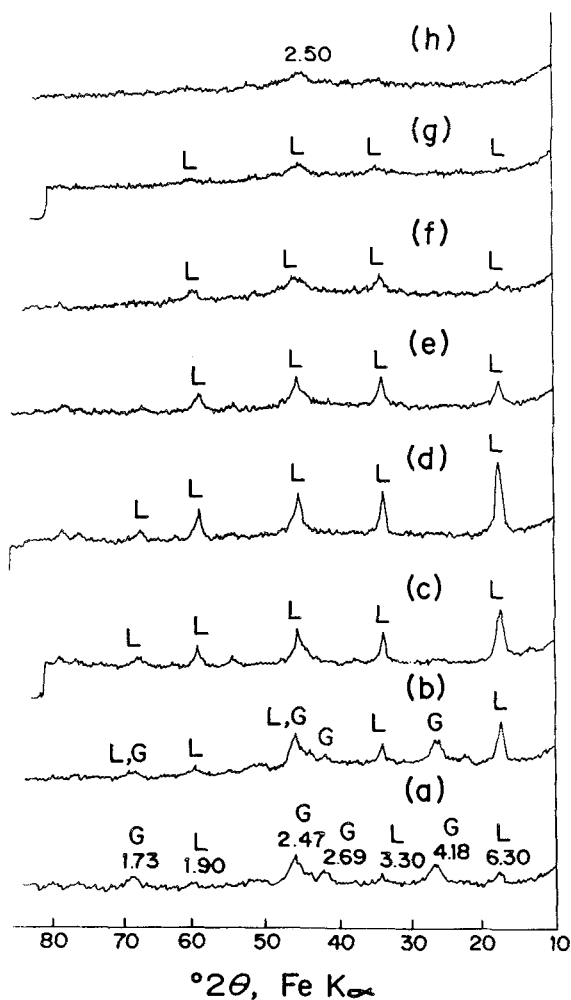 2.50 (h)
(g)
L L L L
(f)
L L L L
(e)
L L L L
(d)
L L L L L
(c)
L L L L L
(b)
L,G L L,G G L G L
(a)
G L G G L G L
1.73 1.90 2.47 2.69 3.30 4.18 6.30
80 70 60 50 40 30 20 10
°2θ, Fe K∝